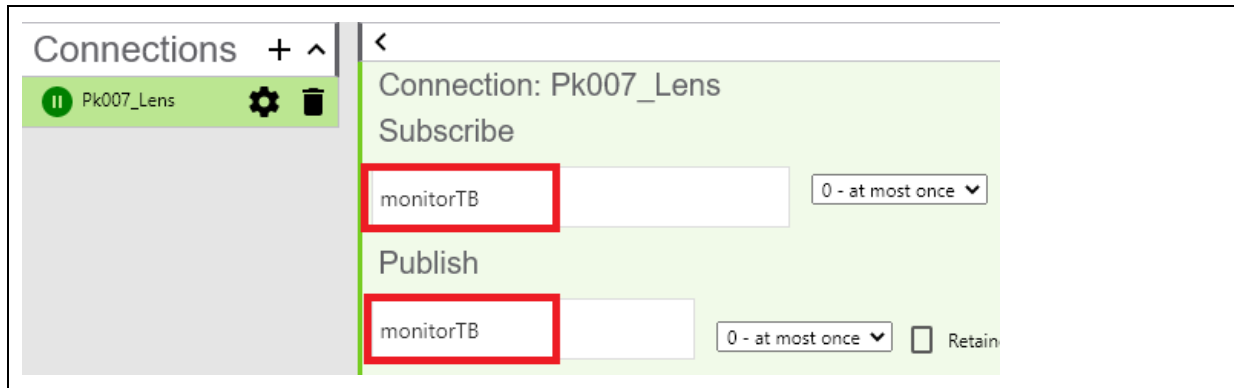 Connections
Pk007_Lens
Connection: Pk007_Lens
Subscribe
monitorTB
0 - at most once
Publish
monitorTB
0 - at most once